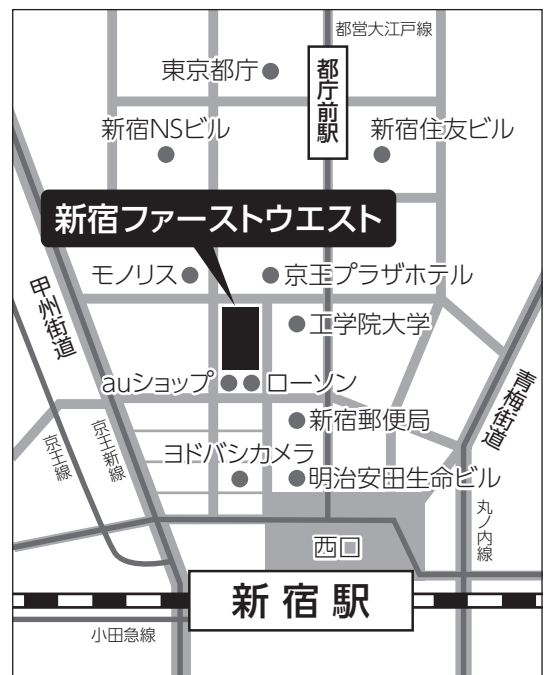 都営大江戸線
東京都庁
都庁前駅
新宿NSビル
新宿住友ビル
新宿ファーストウエスト
モノリス
京王プラザホテル
甲州街道
工学院大学
auショップ
ローソン
青梅街道
新宿郵便局
京王線
京王新線
ヨドバシカメラ
明治安田生命ビル
丸ノ内線
西口
新宿駅
小田急線